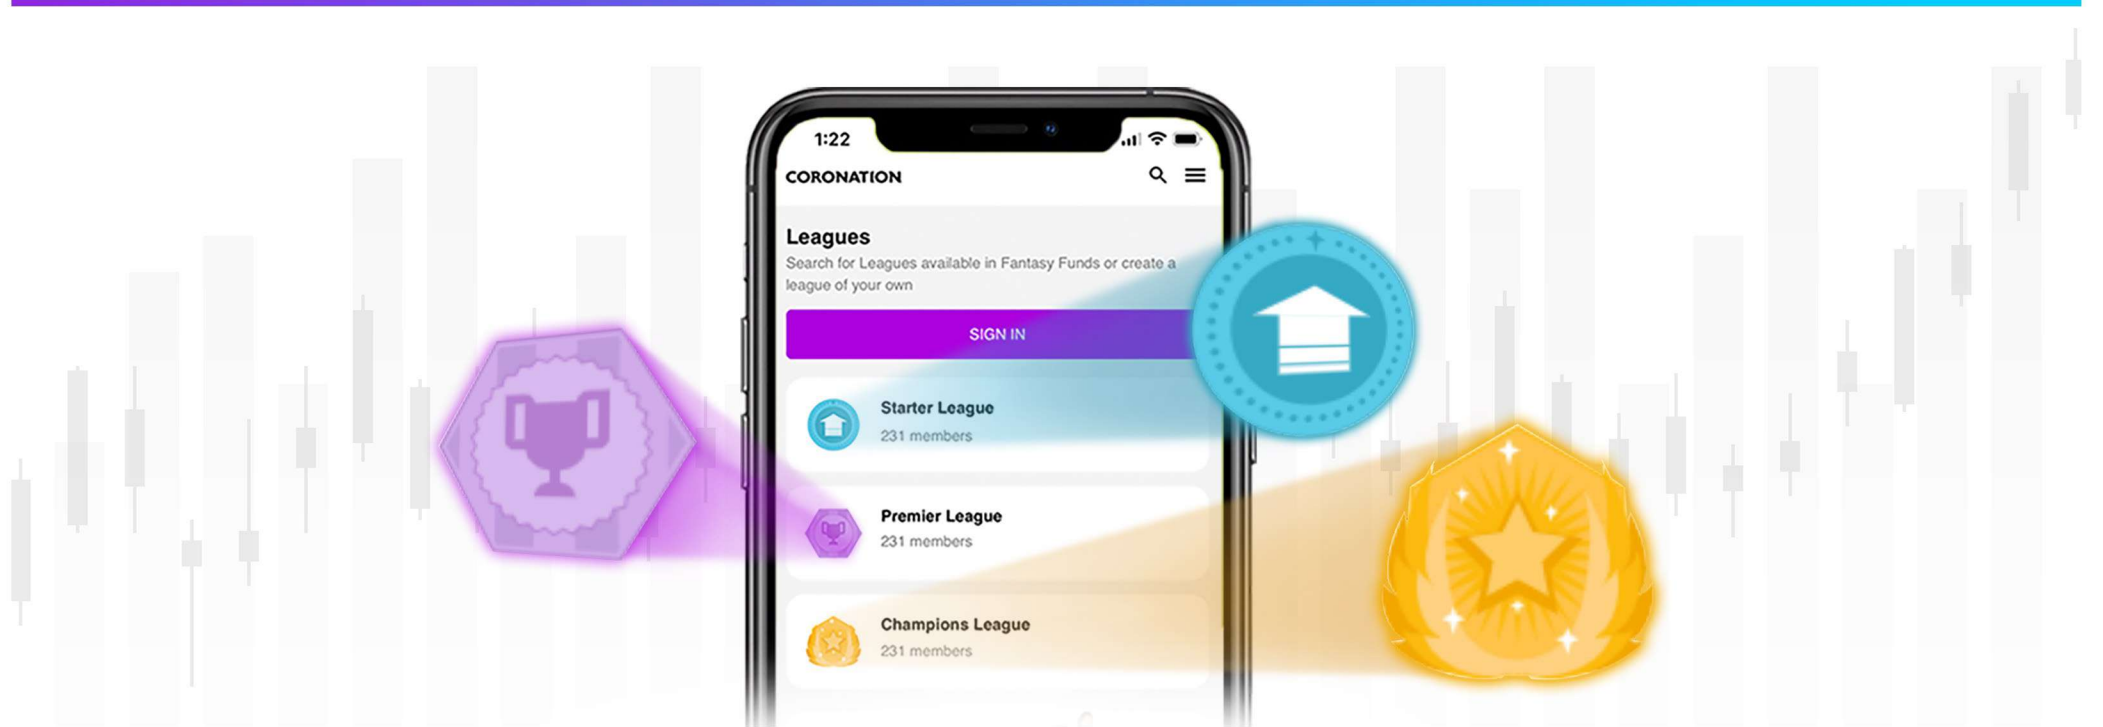 1:22
CORONATION
Leagues
Search for Leagues available in Fantasy Funds or create a
league of your own
SIGN IN
Starter League
231 members
Premier League
231 members
Champions League
231 members